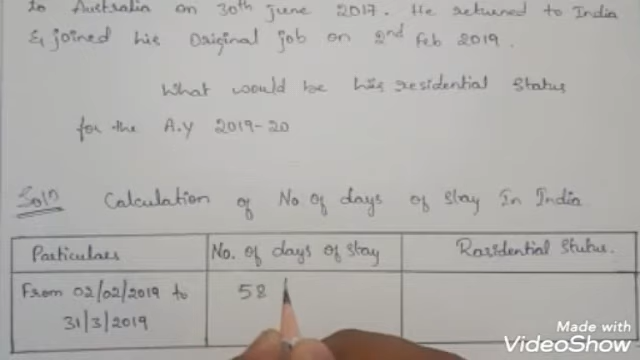 to Australia on 30th June 2017. He returned to India
& joined his Original job on 2nd Feb 2019.
What would be his residential status
for the A.Y 2019-20
Soln Calculation of No. of days of stay In India
Particulars No. of days of stay Rasidential Status.
From 02/02/2019 to 58
31/3/2019
Made with
VideoShow